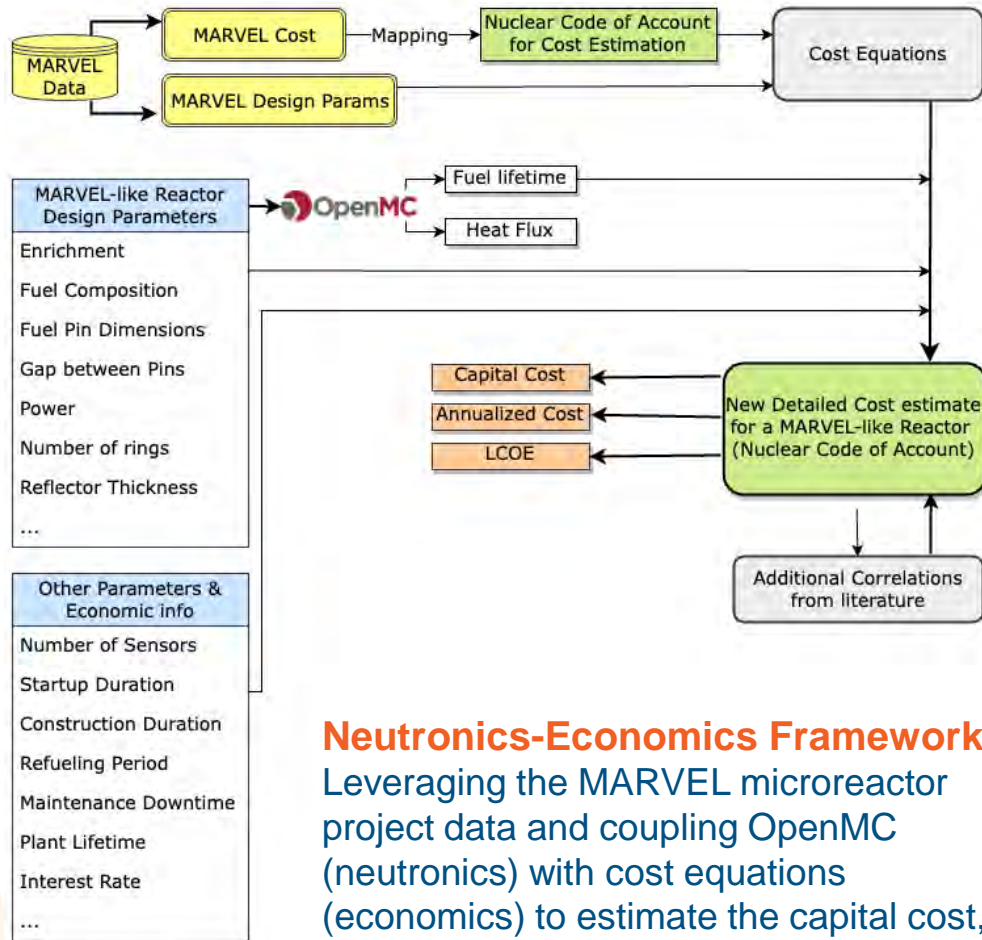 MARVEL
Data
MARVEL Cost
Mapping
Nuclear Code of Account
for Cost Estimation
Cost Equations
MARVEL Design Params
MARVEL-like Reactor
Design Parameters
Enrichment
Fuel Composition
Fuel Pin Dimensions
Gap between Pins
Power
Number of rings
Reflector Thickness
...
OpenMC
Fuel lifetime
Heat Flux
Capital Cost
Annualized Cost
LCOE
New Detailed Cost estimate
for a MARVEL-like Reactor
(Nuclear Code of Account)
Additional Correlations
from literature
Other Parameters &
Economic info
Number of Sensors
Startup Duration
Construction Duration
Refueling Period
Maintenance Downtime
Plant Lifetime
Interest Rate
...
Neutronics-Economics Framework
Leveraging the MARVEL microreactor
project data and coupling OpenMC
(neutronics) with cost equations
(economics) to estimate the capital cost,